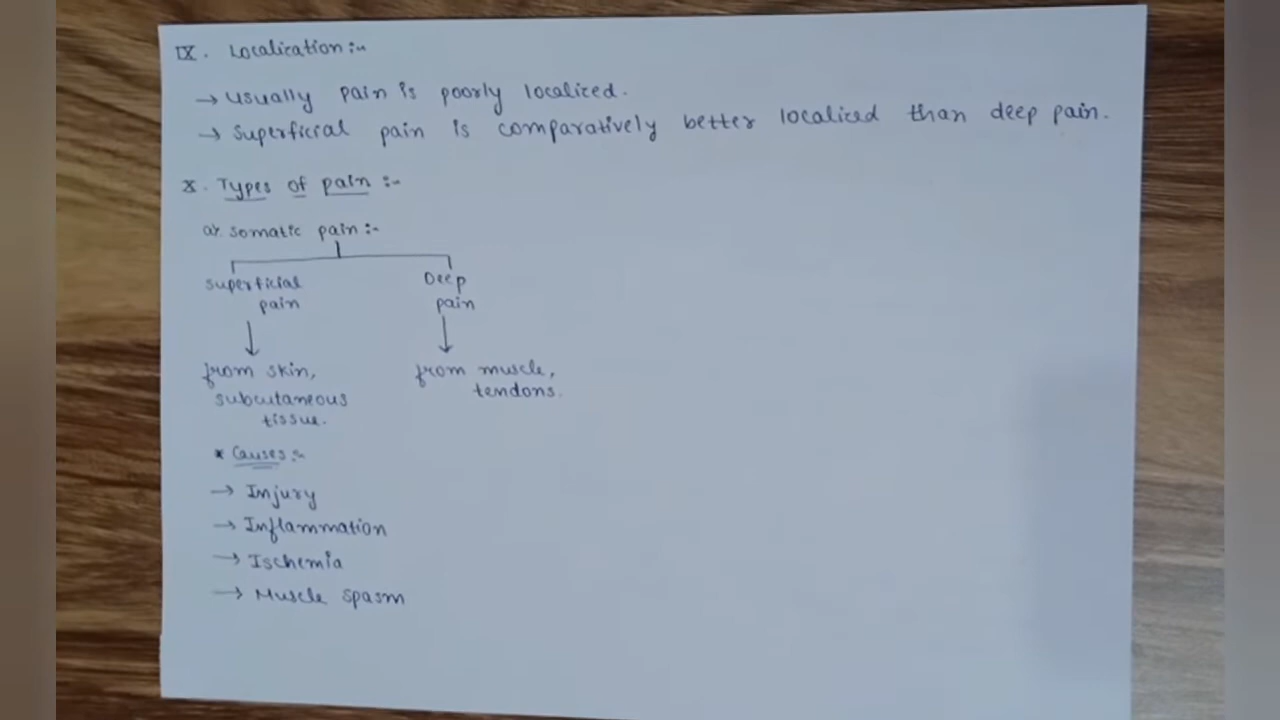 IX. Localization :-
→ Usually pain is poorly localized.
→ Superficial pain is comparatively better localized than deep pain.
X. Types of pain :-
a) Somatic pain :-
Superficial pain
Deep pain
from skin, subcutaneous tissue.
from muscle, tendons.
* Causes :-
→ Injury
→ Inflammation
→ Ischemia
→ Muscle spasm